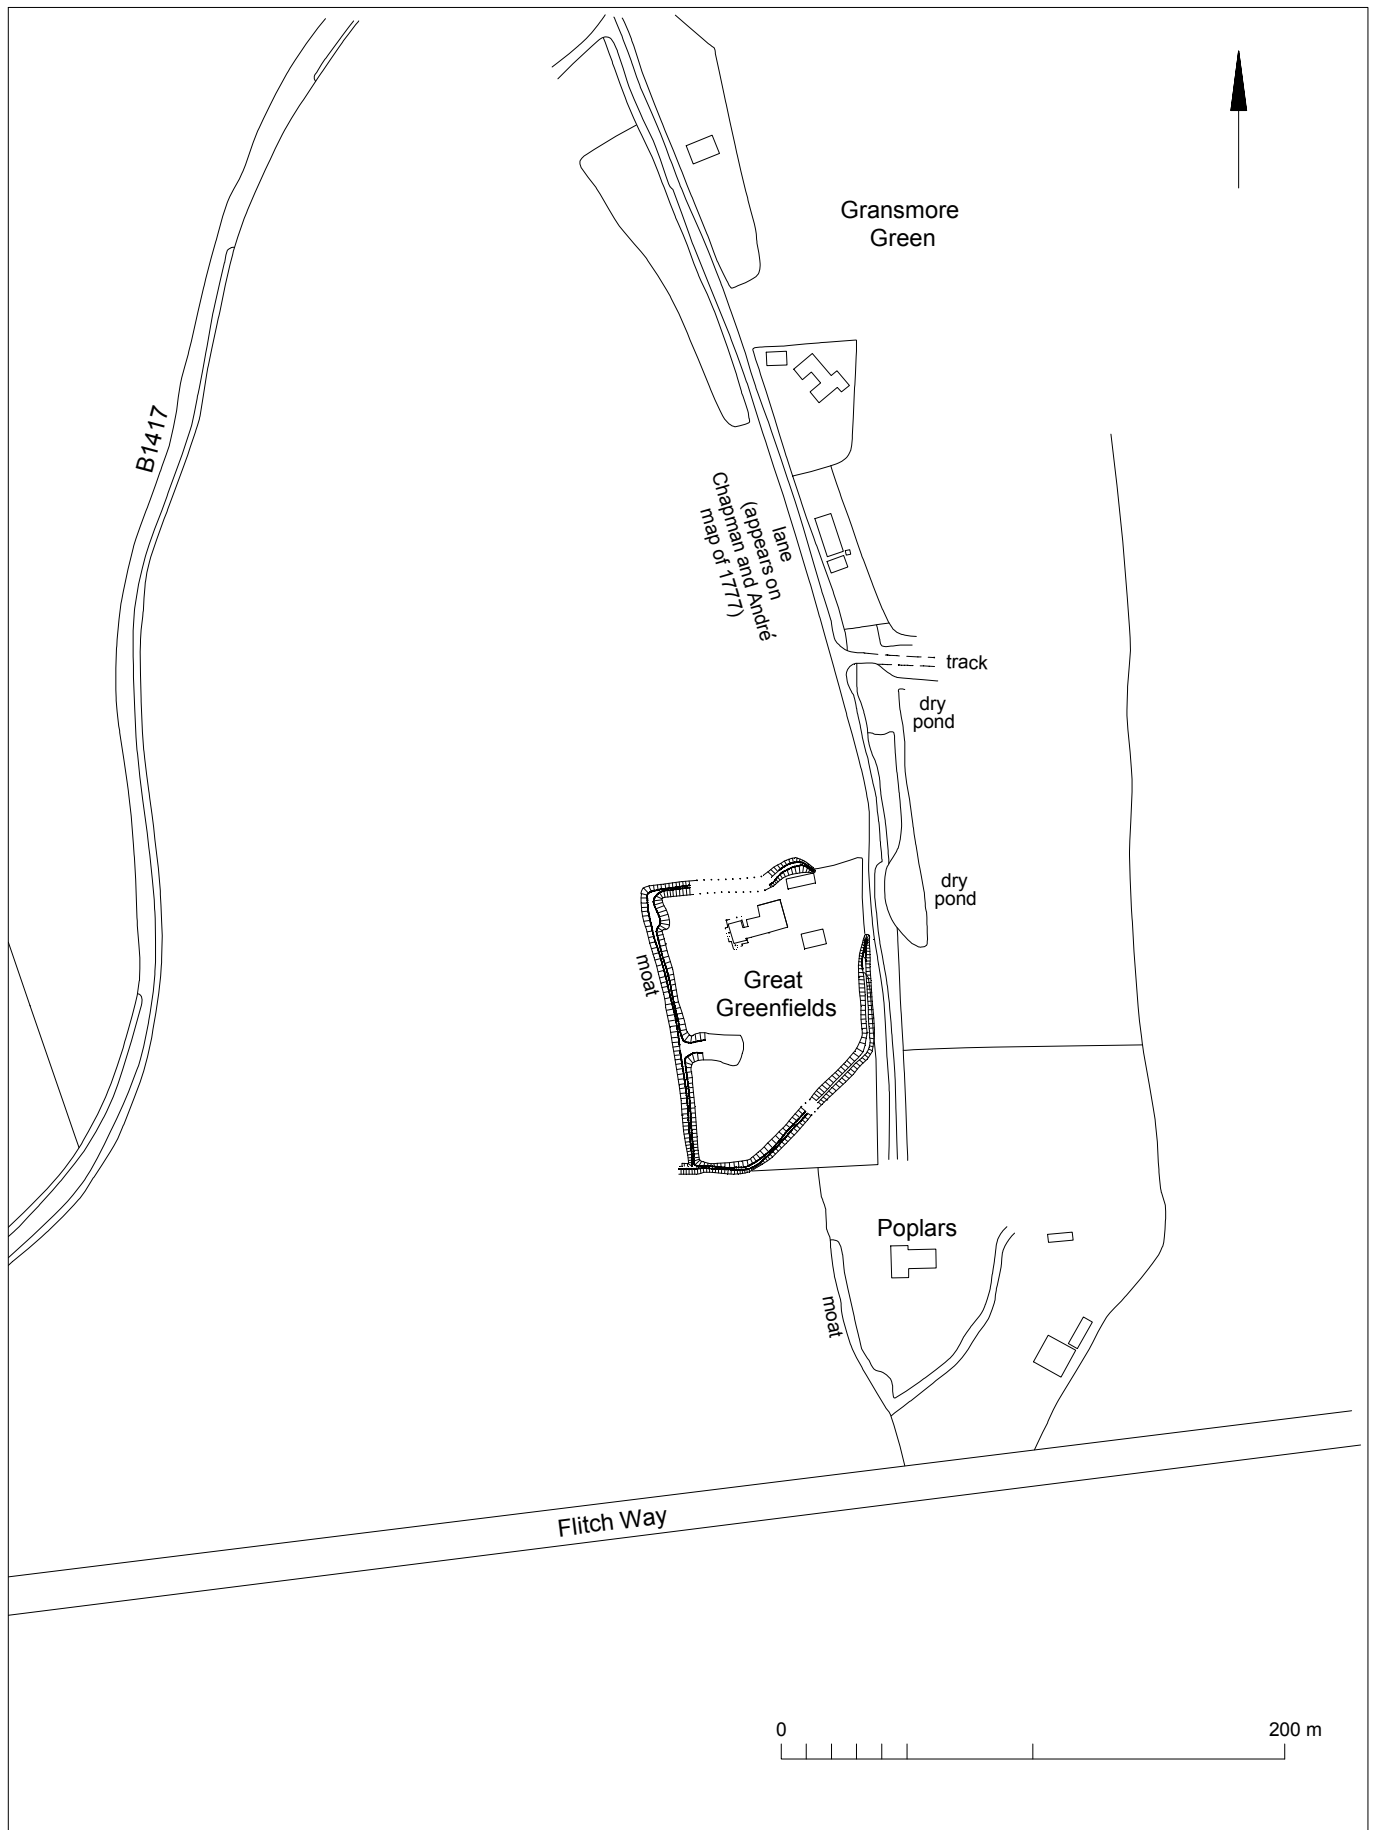 Gransmore
Green
B1417
lane
(appears on
Chapman and André
map of 1777)
track
dry
pond
dry
pond
moat
Great
Greenfields
Poplars
moat
Flitch Way
0
200 m